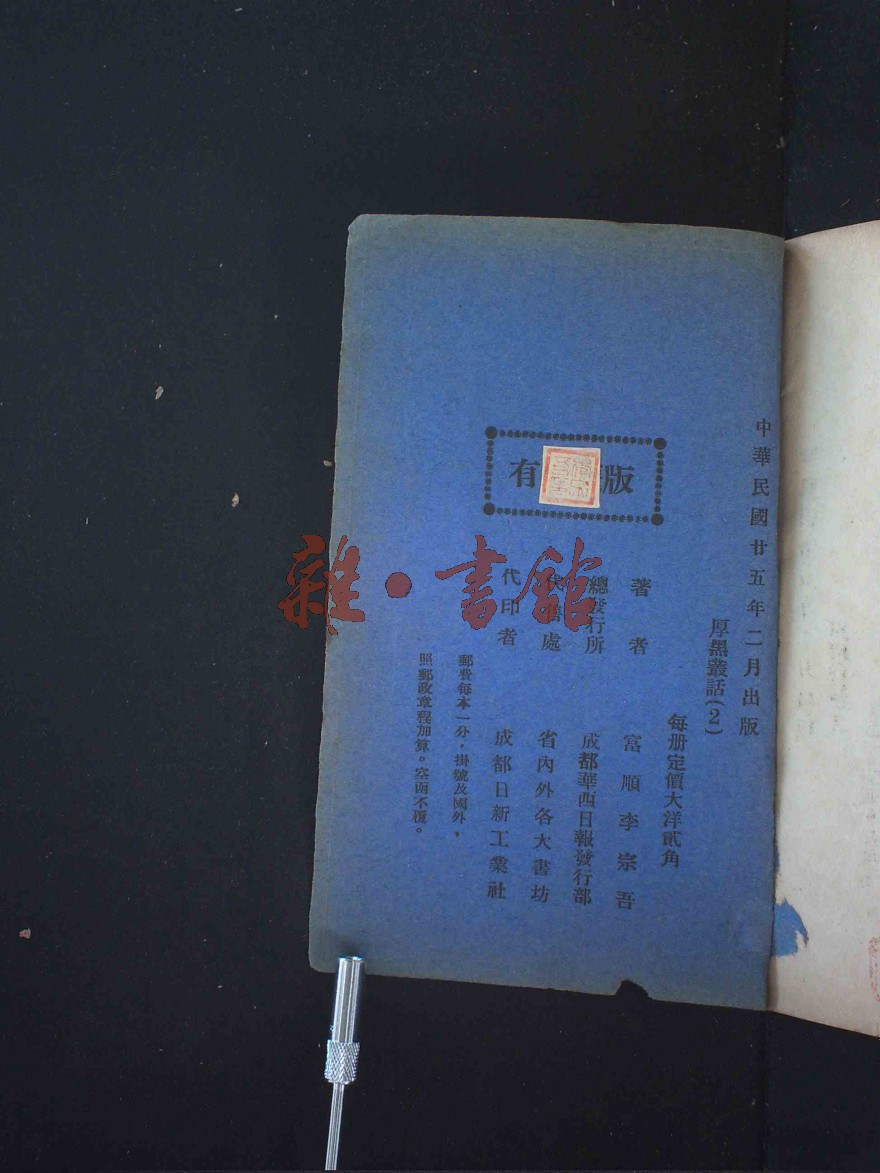 中華民國廿五年二月出版
厚黑叢話(2)
每册定價大洋貳角
著者 富順李宗吾
總發行所 成都華西日報發行部
售處 省內外各大書坊
代印者 成都日新工業社
郵費每本一分，掛號及國外，
照郵政章程加算。空函不覆。
版 有
雜·書館